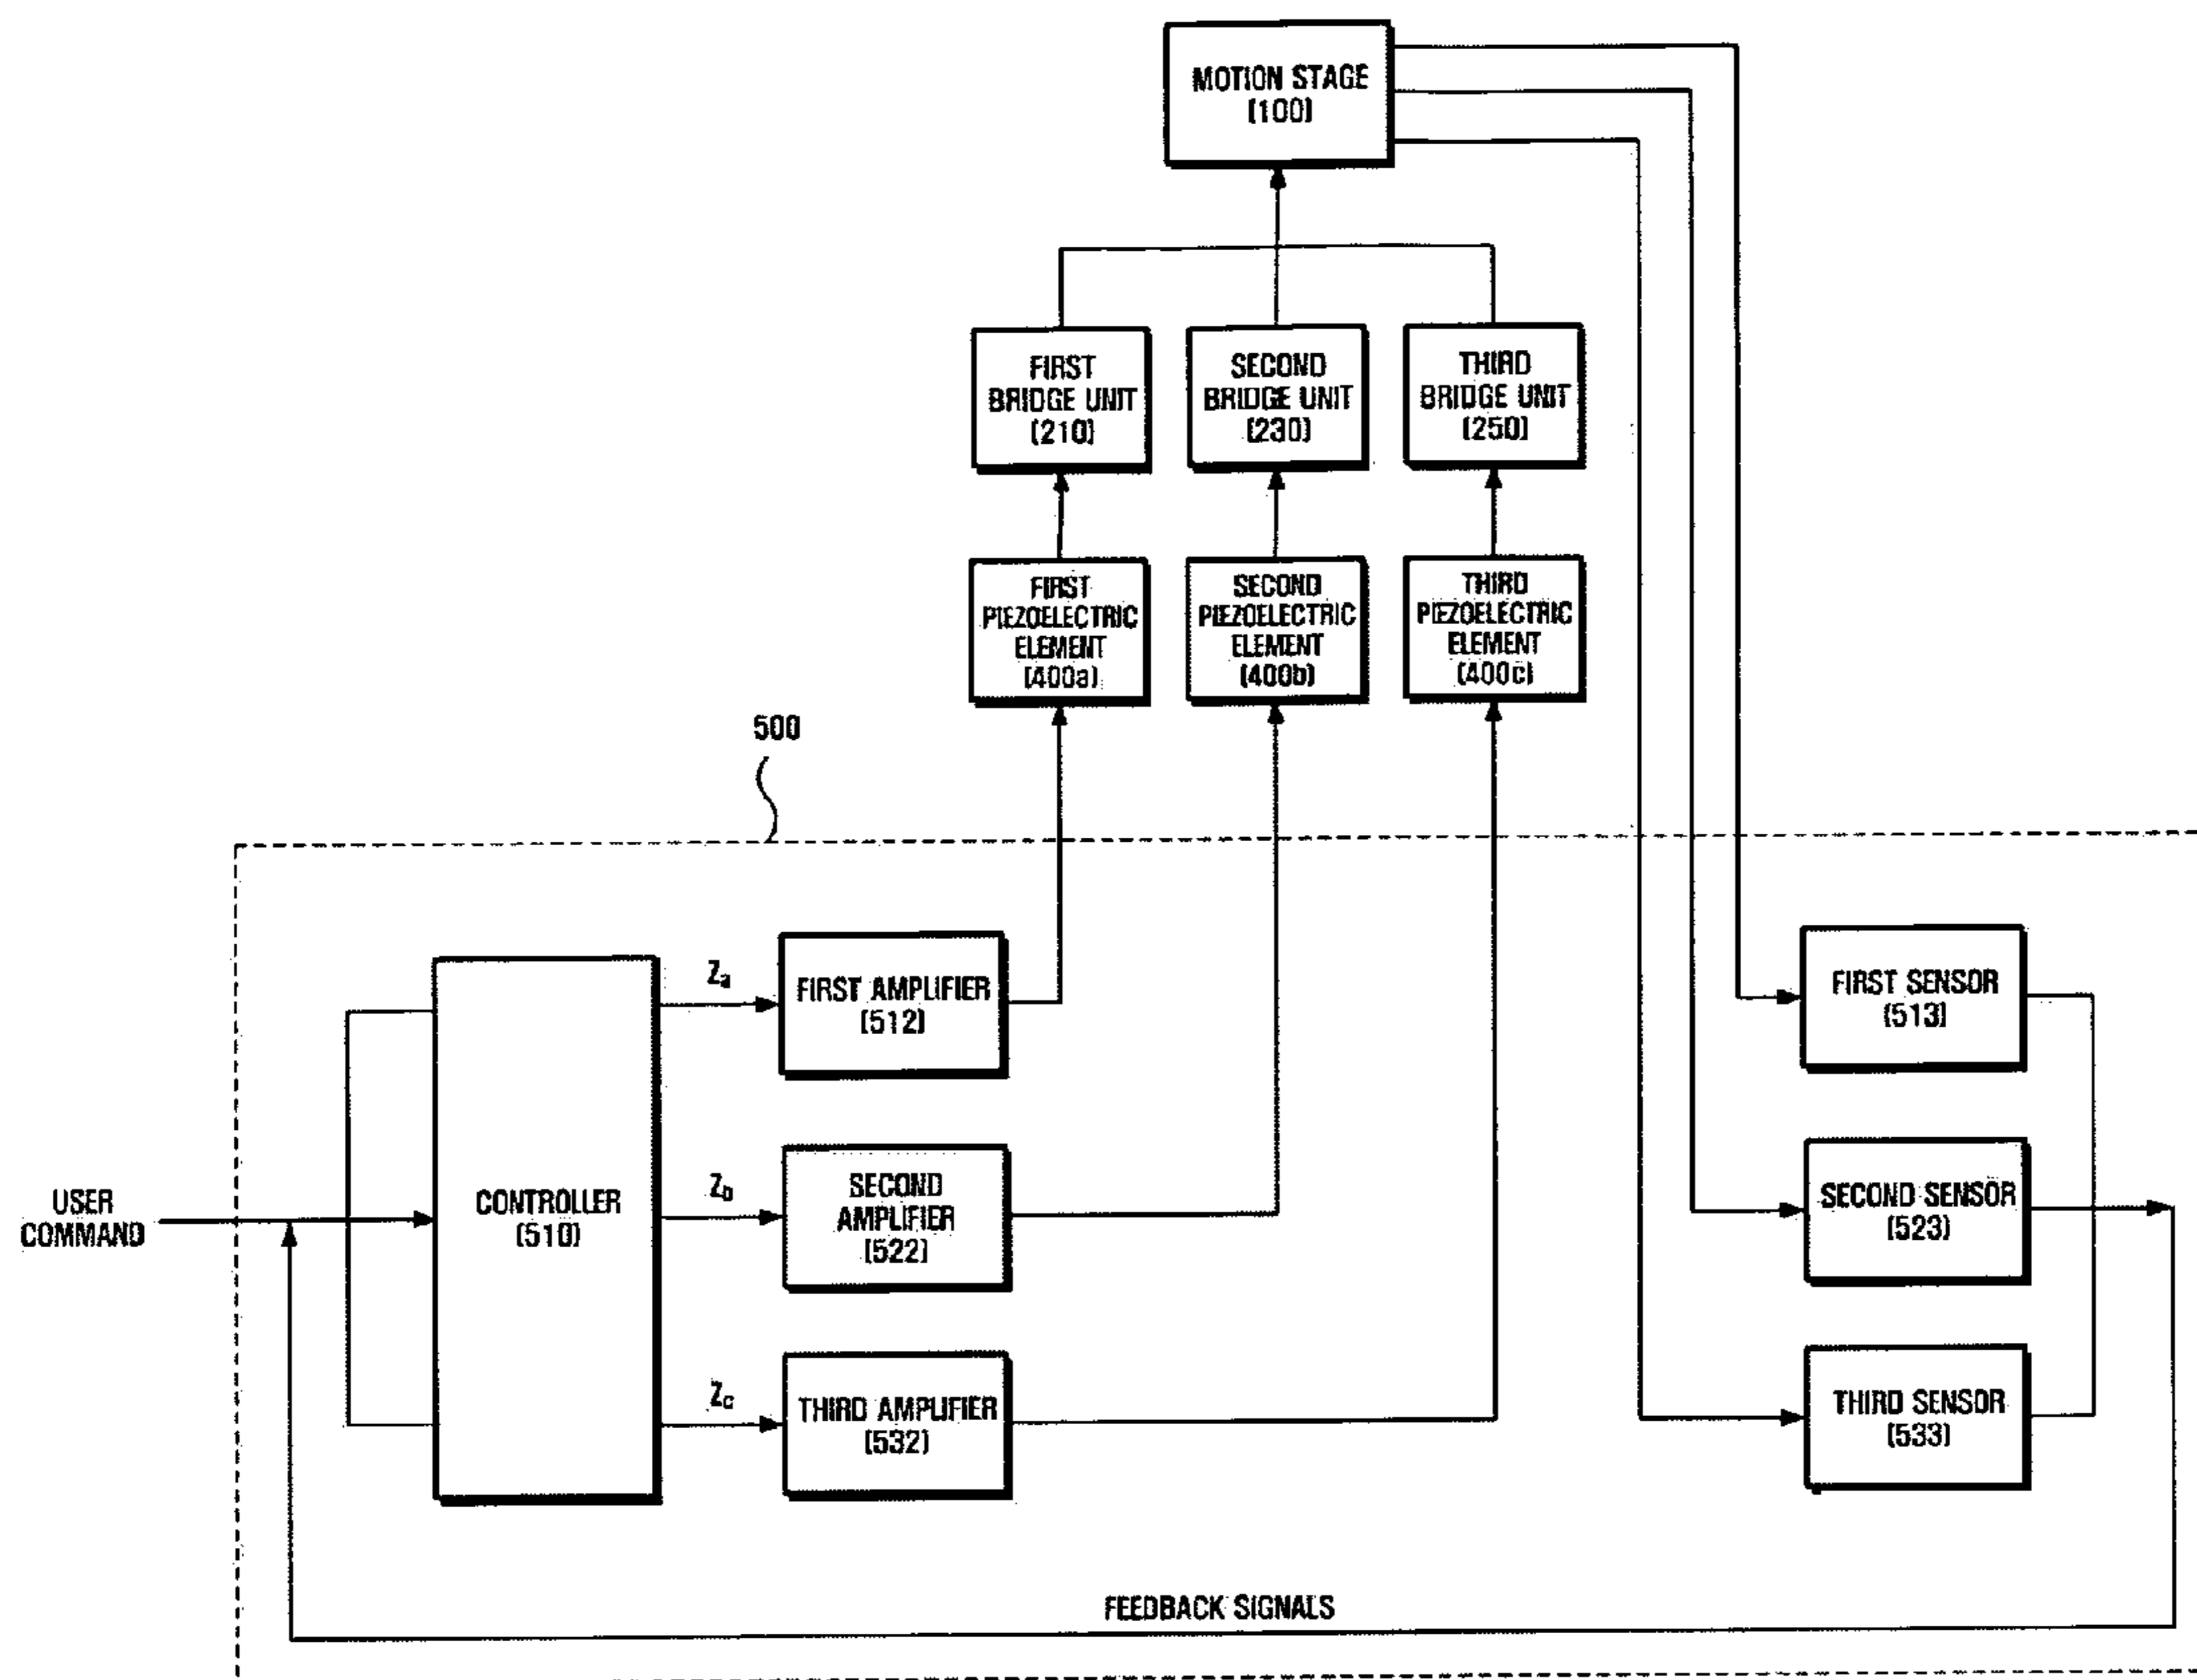 MOTION STAGE
(100)
FIRST
BRIDGE UNIT
(210)
SECOND
BRIDGE UNIT
(230)
THIRD
BRIDGE UNIT
(250)
FIRST
PIEZOELECTRIC
ELEMENT
(400a)
SECOND
PIEZOELECTRIC
ELEMENT
(400b)
THIRD
PIEZOELECTRIC
ELEMENT
(400c)
500
USER
COMMAND
CONTROLLER
(510)
Za
FIRST AMPLIFIER
(512)
Zb
SECOND
AMPLIFIER
(522)
Zc
THIRD AMPLIFIER
(532)
FIRST SENSOR
(513)
SECOND SENSOR
(523)
THIRD SENSOR
(533)
FEEDBACK SIGNALS